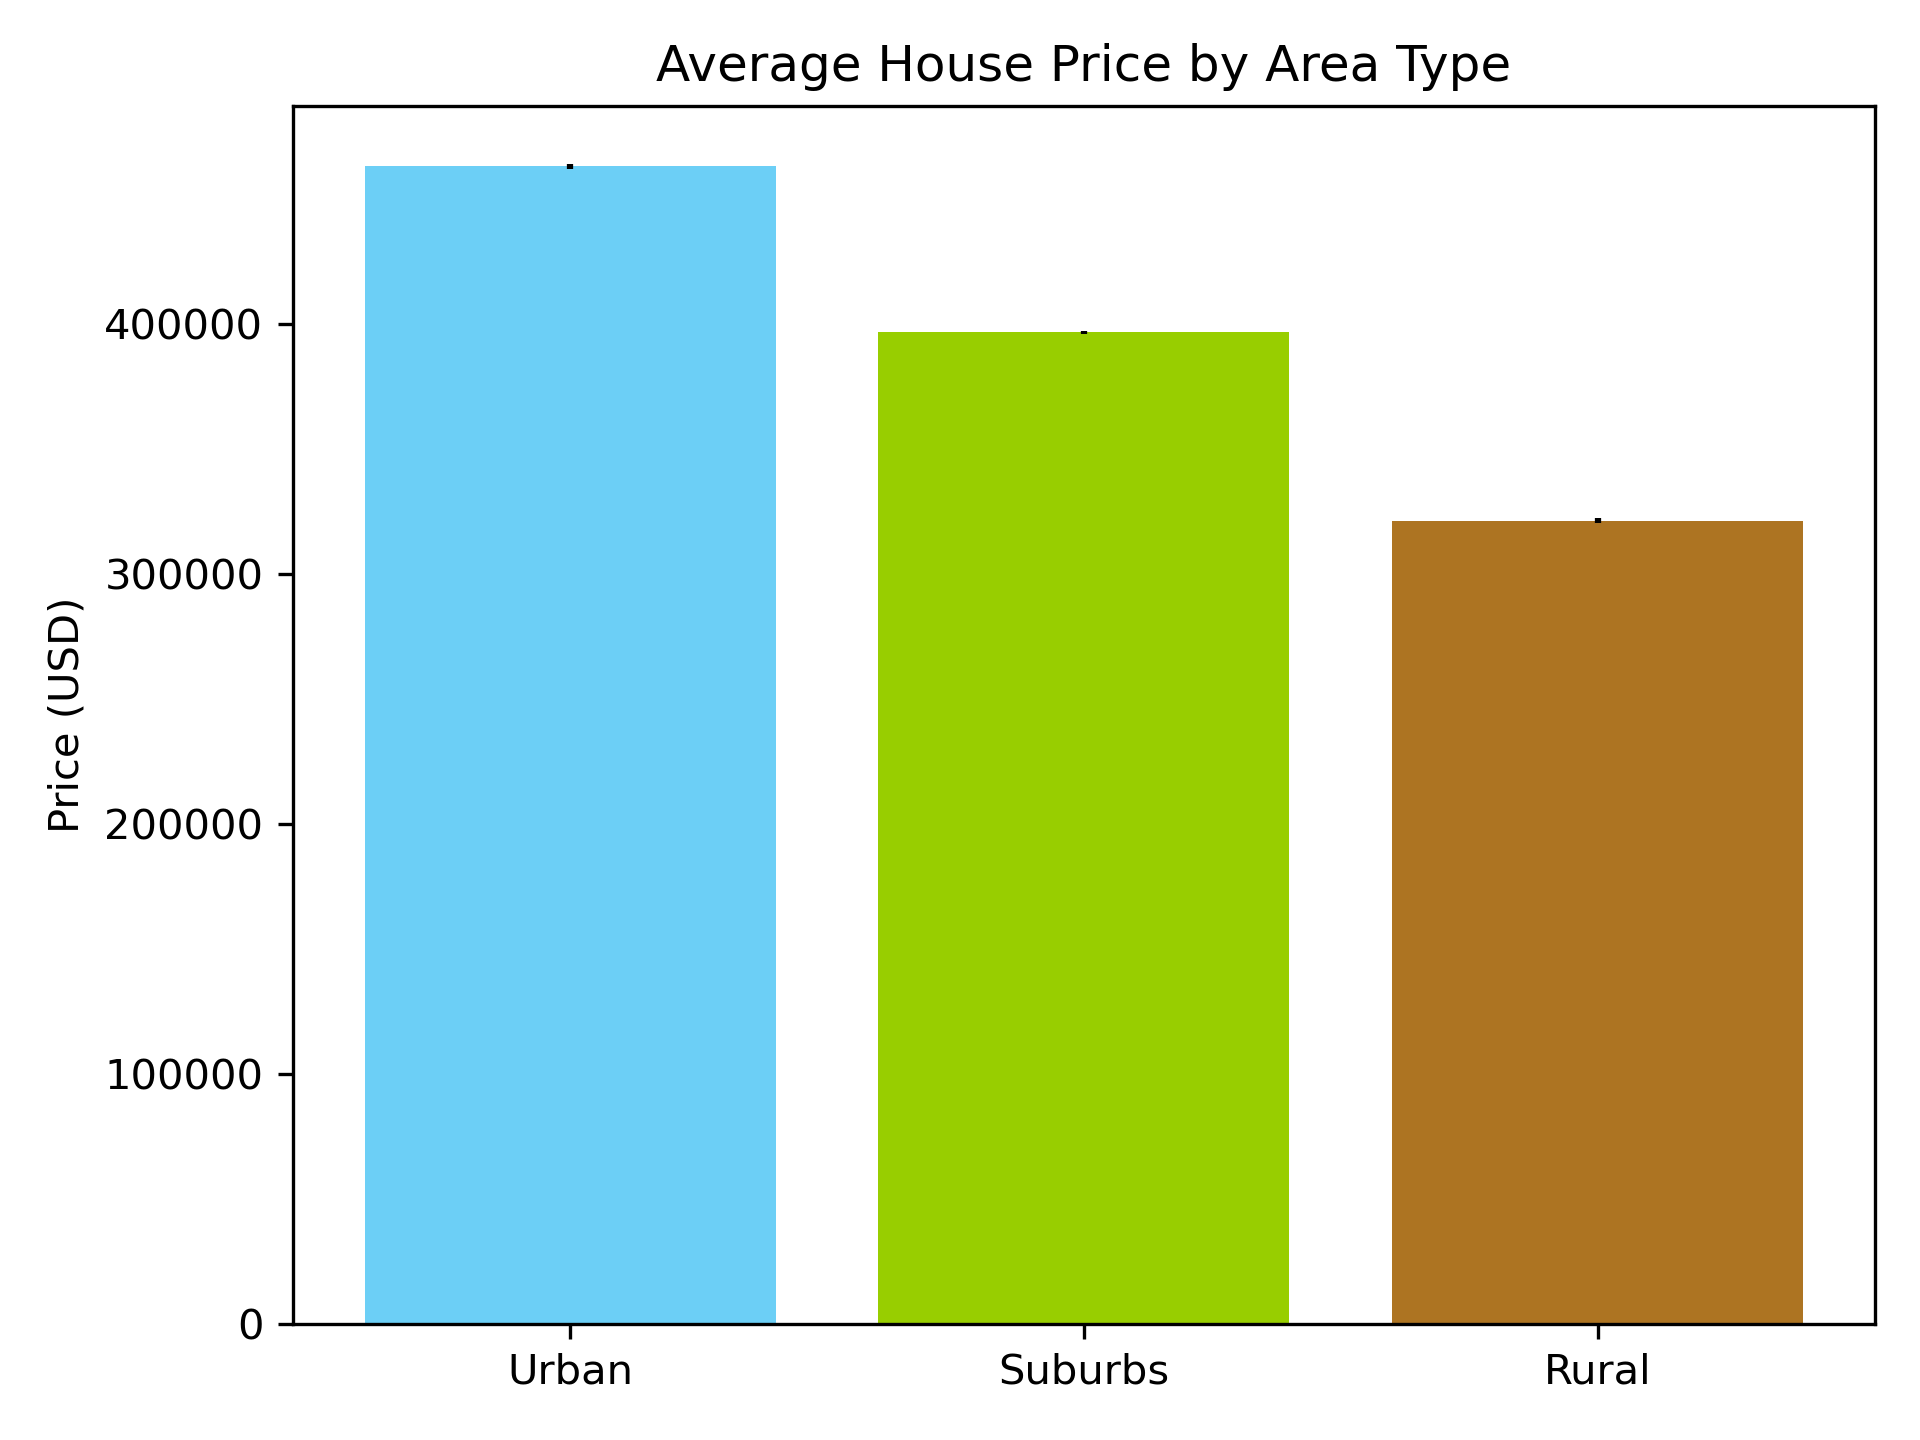 Average House Price by Area Type
Price (USD)
400000
300000
200000
100000
0
Urban
Suburbs
Rural